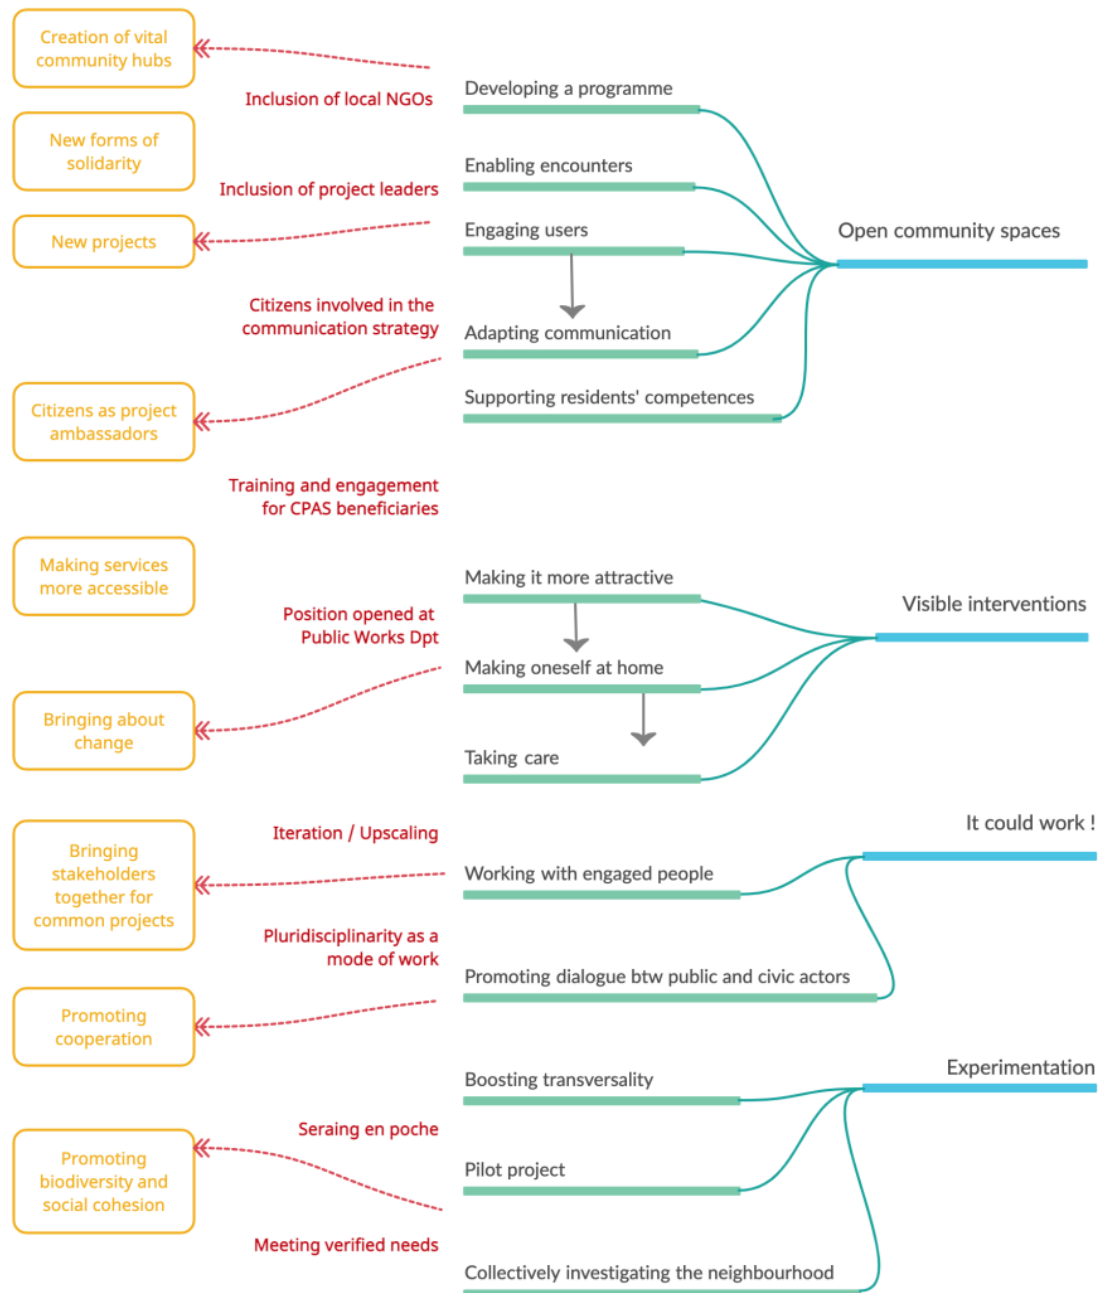 Creation of vital
community hubs
New forms of
solidarity
New projects
Citizens as project
ambassadors
Making services
more accessible
Bringing about
change
Bringing
stakeholders
together for
common projects
Promoting
cooperation
Promoting
biodiversity and
social cohesion
Inclusion of local NGOs
Inclusion of project leaders
Citizens involved in the
communication strategy
Training and engagement
for CPAS beneficiaries
Position opened at
Public Works Dpt
Iteration / Upscaling
Pluridisciplinarity as a
mode of work
Seraing en poche
Meeting verified needs
Developing a programme
Enabling encounters
Engaging users
Adapting communication
Supporting residents' competences
Making it more attractive
Making oneself at home
Taking care
Working with engaged people
Promoting dialogue btw public and civic actors
Boosting transversality
Pilot project
Collectively investigating the neighbourhood
Open community spaces
Visible interventions
It could work !
Experimentation